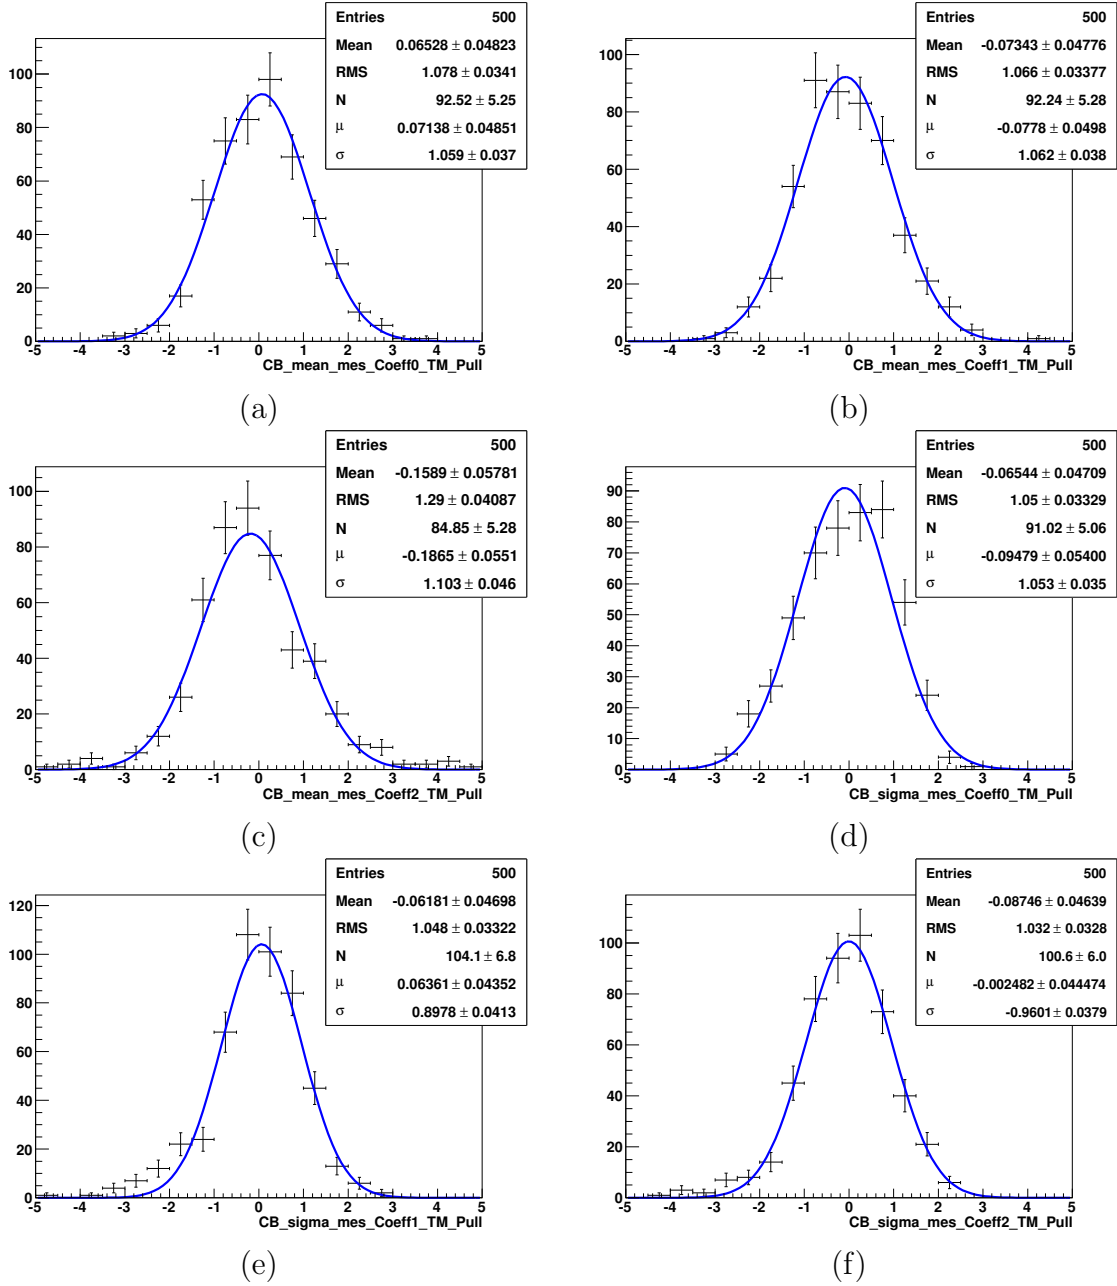 Entries 500
Mean 0.06528 ± 0.04823
RMS 1.078 ± 0.0341
N 92.52 ± 5.25
μ 0.07138 ± 0.04851
σ 1.059 ± 0.037
100
80
60
40
20
0
-5 -4 -3 -2 -1 0 1 2 3 4 5
CB_mean_mes_Coeff0_TM_Pull
(a)
Entries 500
Mean -0.07343 ± 0.04776
RMS 1.066 ± 0.03377
N 92.24 ± 5.28
μ -0.0778 ± 0.0498
σ 1.062 ± 0.038
100
80
60
40
20
0
-5 -4 -3 -2 -1 0 1 2 3 4 5
CB_mean_mes_Coeff1_TM_Pull
(b)
Entries 500
Mean -0.1589 ± 0.05781
RMS 1.29 ± 0.04087
N 84.85 ± 5.28
μ -0.1865 ± 0.0551
σ 1.103 ± 0.046
100
80
60
40
20
0
-5 -4 -3 -2 -1 0 1 2 3 4 5
CB_mean_mes_Coeff2_TM_Pull
(c)
Entries 500
Mean -0.06544 ± 0.04709
RMS 1.05 ± 0.03329
N 91.02 ± 5.06
μ -0.09479 ± 0.05400
σ 1.053 ± 0.035
90
80
70
60
50
40
30
20
10
0
-5 -4 -3 -2 -1 0 1 2 3 4 5
CB_sigma_mes_Coeff0_TM_Pull
(d)
Entries 500
Mean -0.06181 ± 0.04698
RMS 1.048 ± 0.03322
N 104.1 ± 6.8
μ 0.06361 ± 0.04352
σ 0.8978 ± 0.0413
120
100
80
60
40
20
0
-5 -4 -3 -2 -1 0 1 2 3 4 5
CB_sigma_mes_Coeff1_TM_Pull
(e)
Entries 500
Mean -0.08746 ± 0.04639
RMS 1.032 ± 0.0328
N 100.6 ± 6.0
μ -0.002482 ± 0.044474
σ -0.9601 ± 0.0379
100
80
60
40
20
0
-5 -4 -3 -2 -1 0 1 2 3 4 5
CB_sigma_mes_Coeff2_TM_Pull
(f)